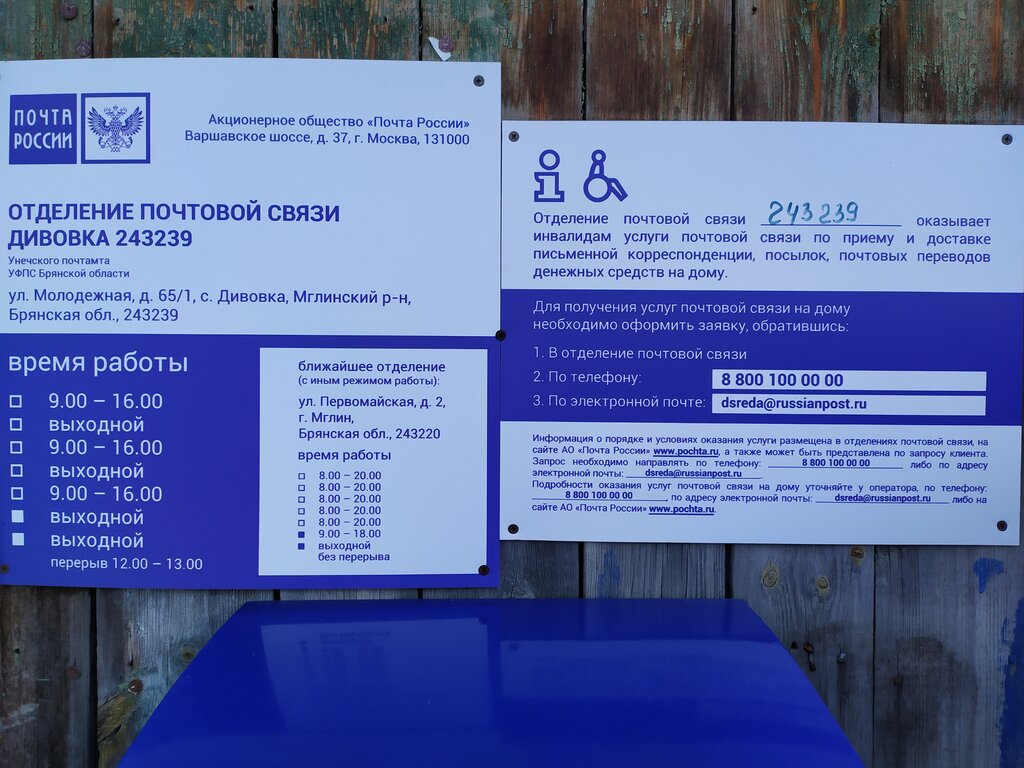 ПОЧТА
РОССИИ
Акционерное общество «Почта России»
Варшавское шоссе, д. 37, г. Москва, 131000
ОТДЕЛЕНИЕ ПОЧТОВОЙ СВЯЗИ
ДИВОВКА 243239
Унечского почтамта
УФПС Брянской области
ул. Молодежная, д. 65/1, с. Дивовка, Мглинский р-н,
Брянская обл., 243239
время работы
9.00 – 16.00
выходной
9.00 – 16.00
выходной
9.00 – 16.00
выходной
выходной
перерыв 12.00 – 13.00
ближайшее отделение
(с иным режимом работы):
ул. Первомайская, д. 2,
г. Мглин,
Брянская обл., 243220
время работы
8.00 – 20.00
8.00 – 20.00
8.00 – 20.00
8.00 – 20.00
8.00 – 20.00
9.00 – 18.00
выходной
без перерыва
Отделение почтовой связи 243239 оказывает
инвалидам услуги почтовой связи по приему и доставке
письменной корреспонденции, посылок, почтовых переводов
денежных средств на дому.
Для получения услуг почтовой связи на дому
необходимо оформить заявку, обратившись:
1. В отделение почтовой связи
2. По телефону: 8 800 100 00 00
3. По электронной почте: dsreda@russianpost.ru
Информация о порядке и условиях оказания услуги размещена в отделениях почтовой связи, на
сайте АО «Почта России» www.pochta.ru, а также может быть представлена по запросу клиента.
Запрос необходимо направлять по телефону: 8 800 100 00 00 либо по адресу
электронной почты: dsreda@russianpost.ru.
Подробности оказания услуг почтовой связи на дому уточняйте у оператора, по телефону:
8 800 100 00 00, по адресу электронной почты: dsreda@russianpost.ru либо на
сайте АО «Почта России» www.pochta.ru.